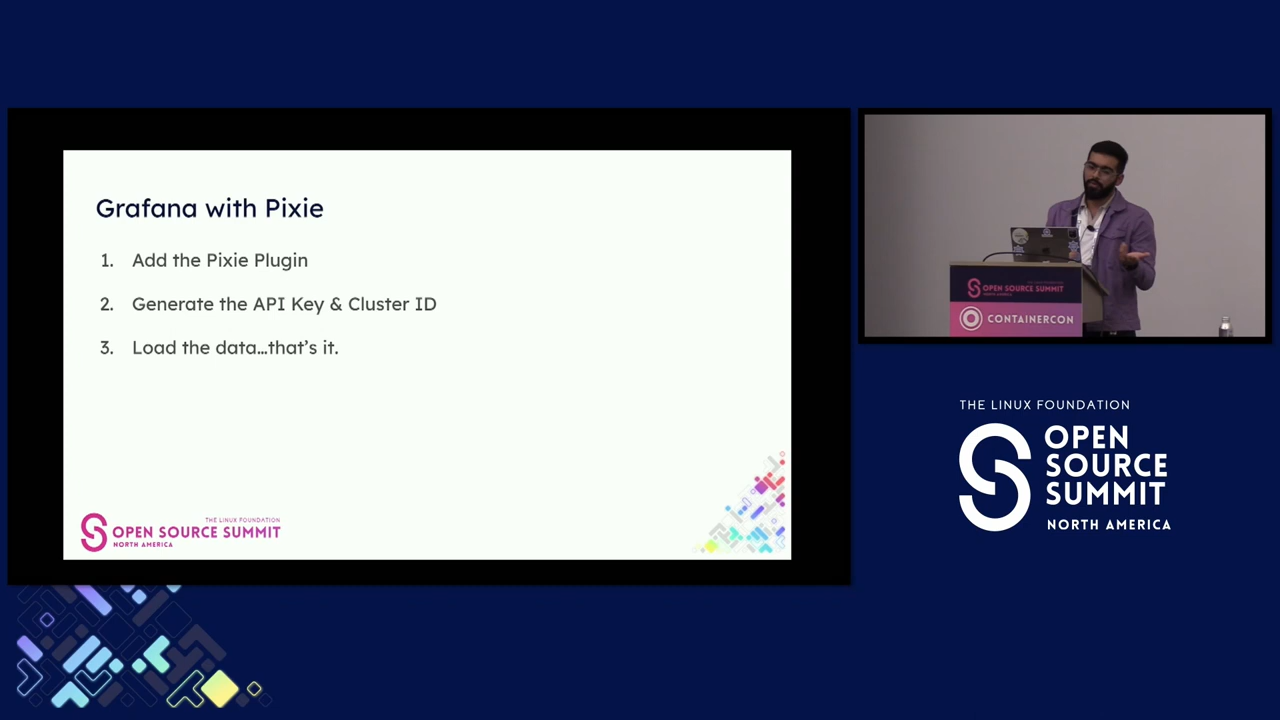 Grafana with Pixie
1. Add the Pixie Plugin
2. Generate the API Key & Cluster ID
3. Load the data…that's it.
THE LINUX FOUNDATION
OPEN SOURCE SUMMIT
NORTH AMERICA
OPEN SOURCE SUMMIT
CONTAINERCON
THE LINUX FOUNDATION
OPEN
SOURCE
SUMMIT
NORTH AMERICA